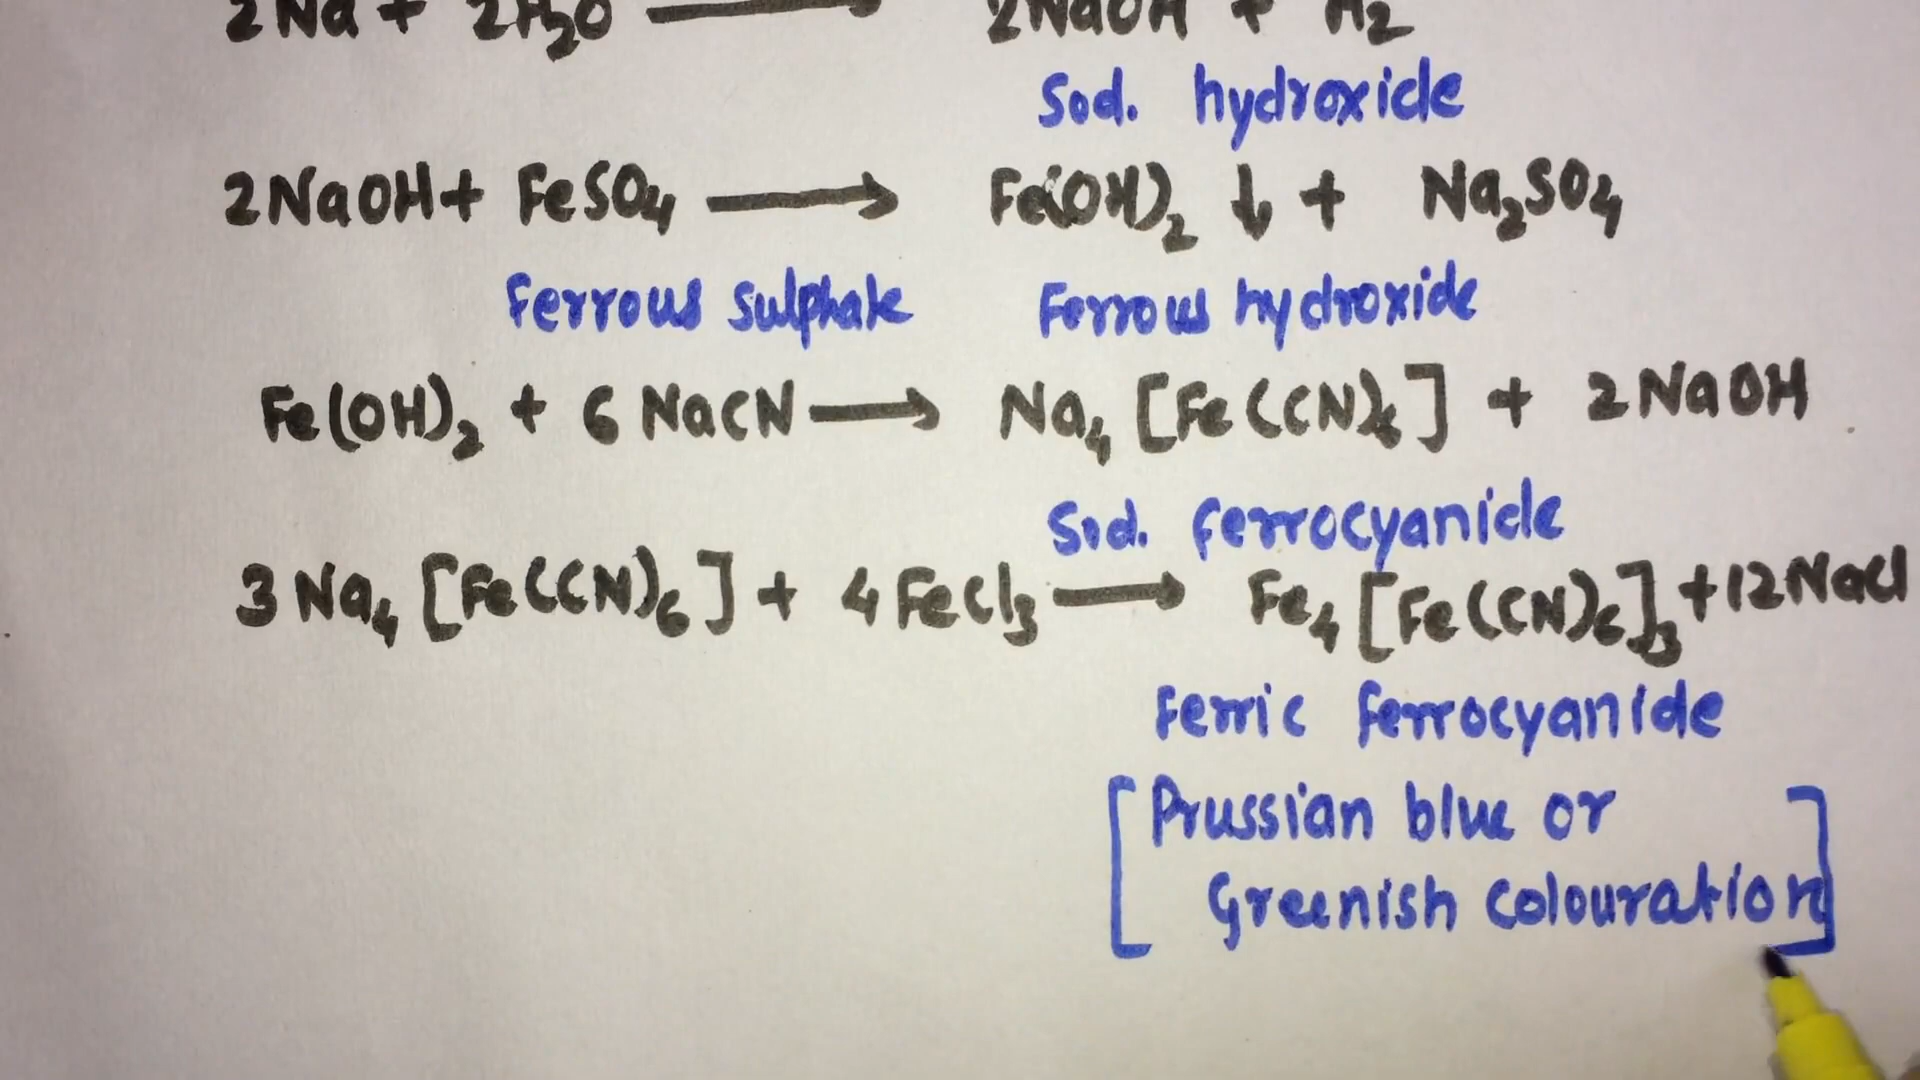 2Na + 2H₂O ⟶ 2NaOH + H₂
Sod. hydroxide
2NaOH + FeSO₄ ⟶ Fe(OH)₂ ↓ + Na₂SO₄
Ferrous sulphate Ferrous hydroxide
Fe(OH)₂ + 6 NaCN ⟶ Na₄ [Fe(CN)₆] + 2NaOH
Sod. ferrocyanide
3 Na₄ [Fe(CN)₆] + 4 FeCl₃ ⟶ Fe₄ [Fe(CN)₆]₃ + 12NaCl
Ferric ferrocyanide
[Prussian blue or
Greenish colouration]